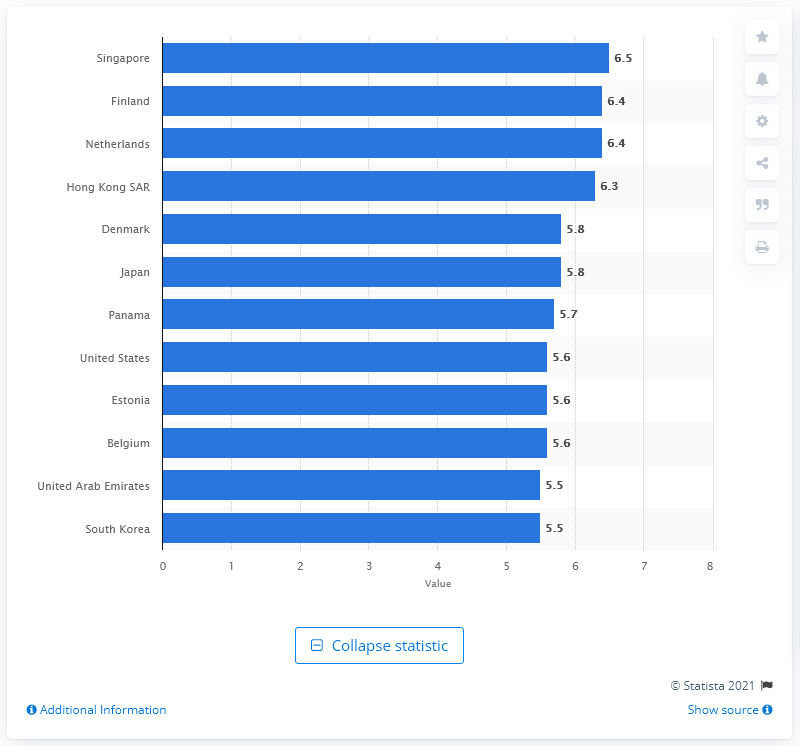 Singapore 6.5
Finland 6.4
Netherlands 6.4
Hong Kong SAR 6.3
Denmark 5.8
Japan 5.8
Panama 5.7
United States 5.6
Estonia 5.6
Belgium 5.6
United Arab Emirates 5.5
South Korea 5.5
0 1 2 3 4 5 6 7 8
Value
Collapse statistic
© Statista 2021
Additional Information Show source